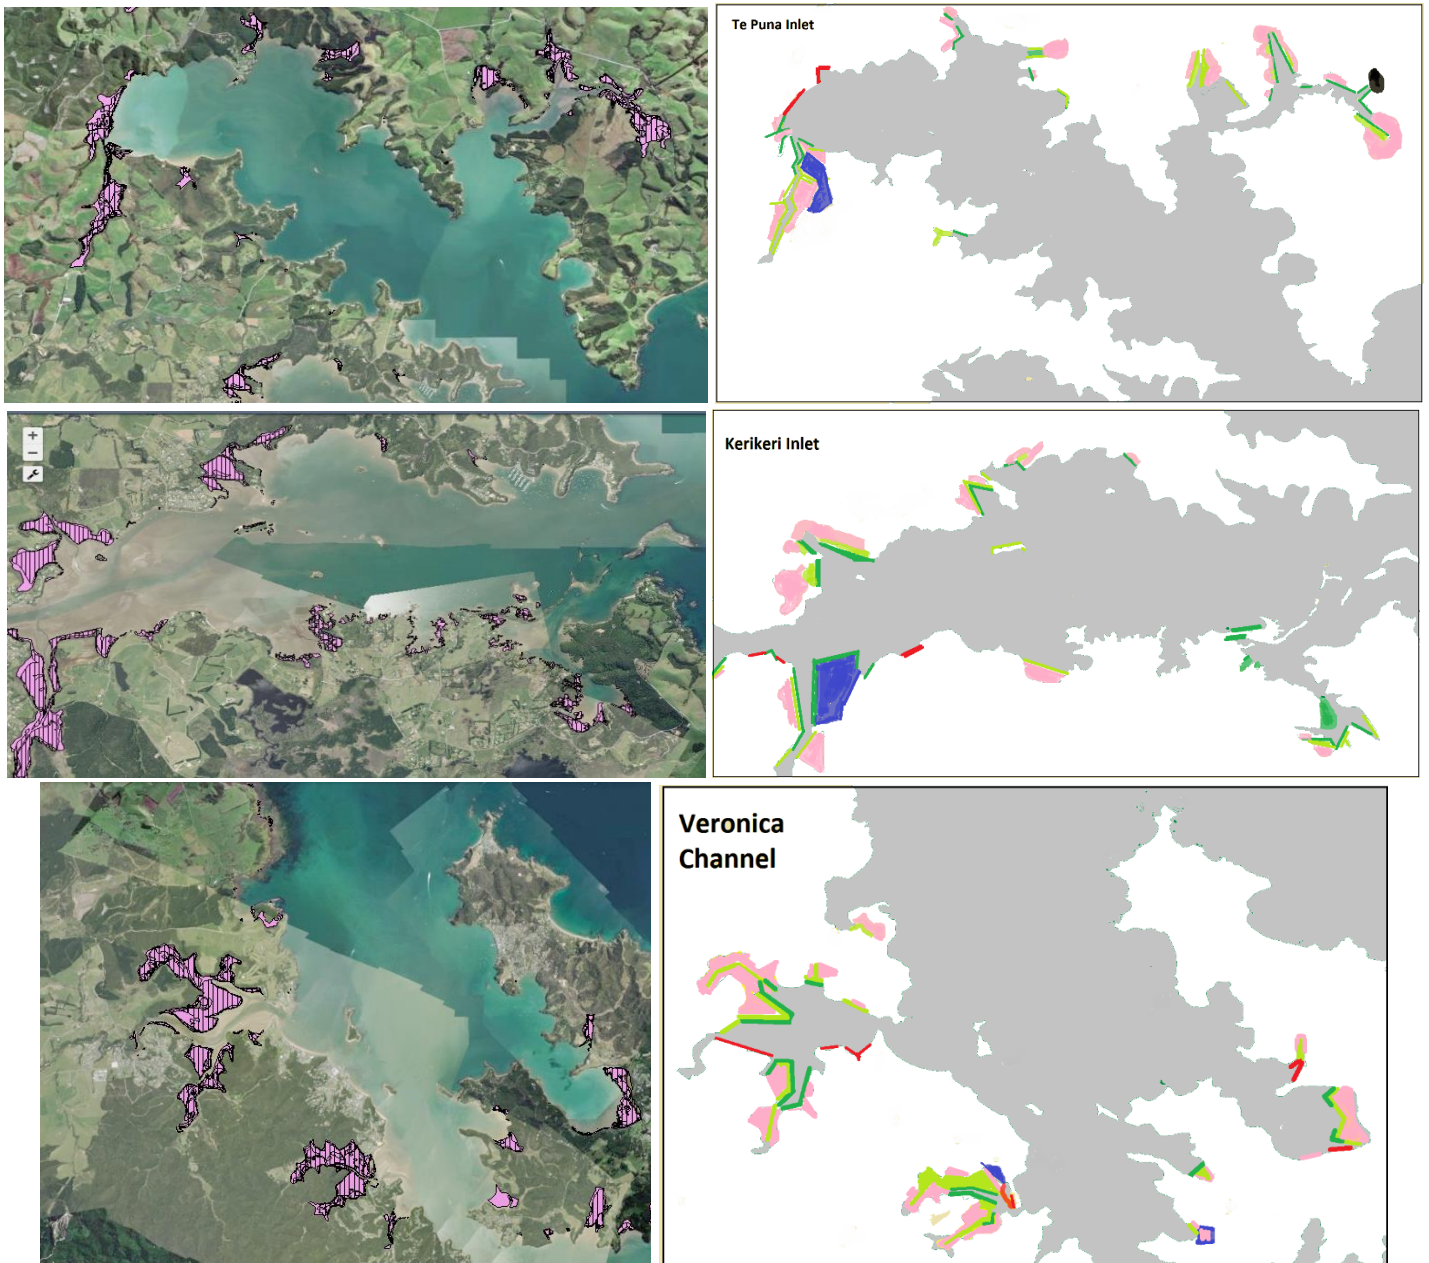 Te Puna Inlet
+
−
Kerikeri Inlet
Veronica
Channel